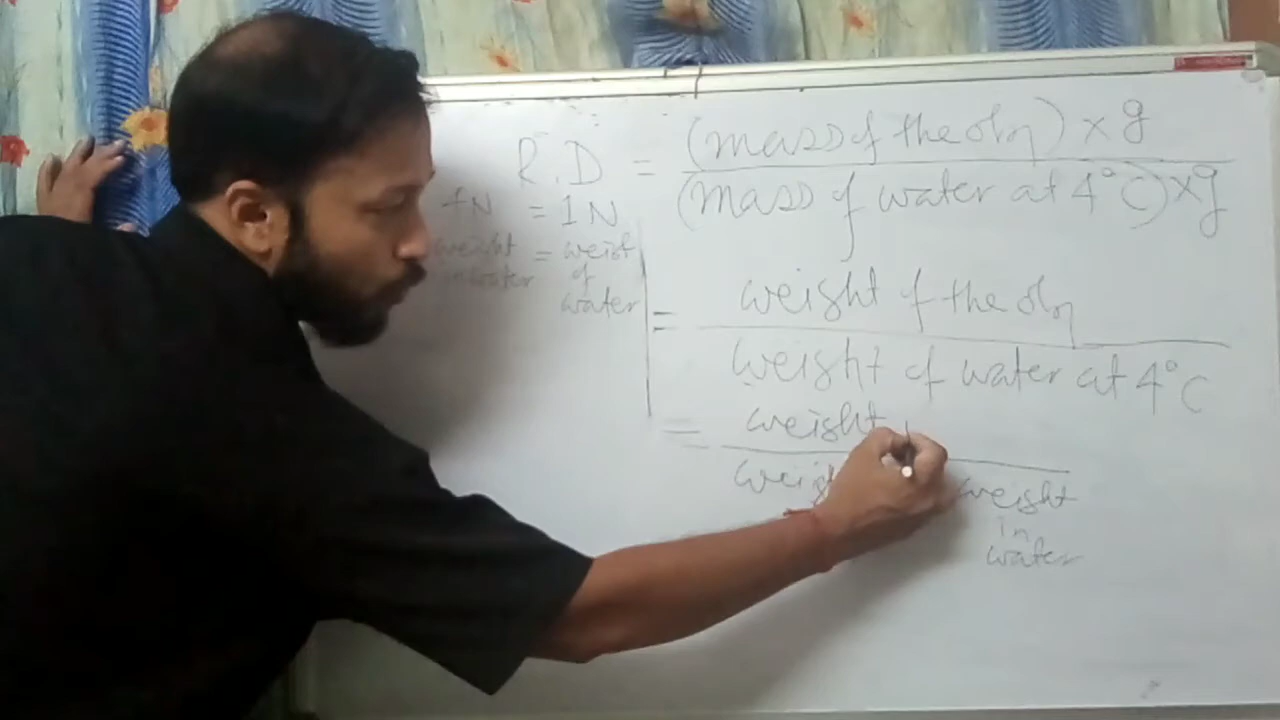 R.D = (mass of the obj) × g
(mass of water at 4°C) × g
= 1N
weight = weight
of
water
= weight of the obj
weight of water at 4°C
= weight
weight
in
water